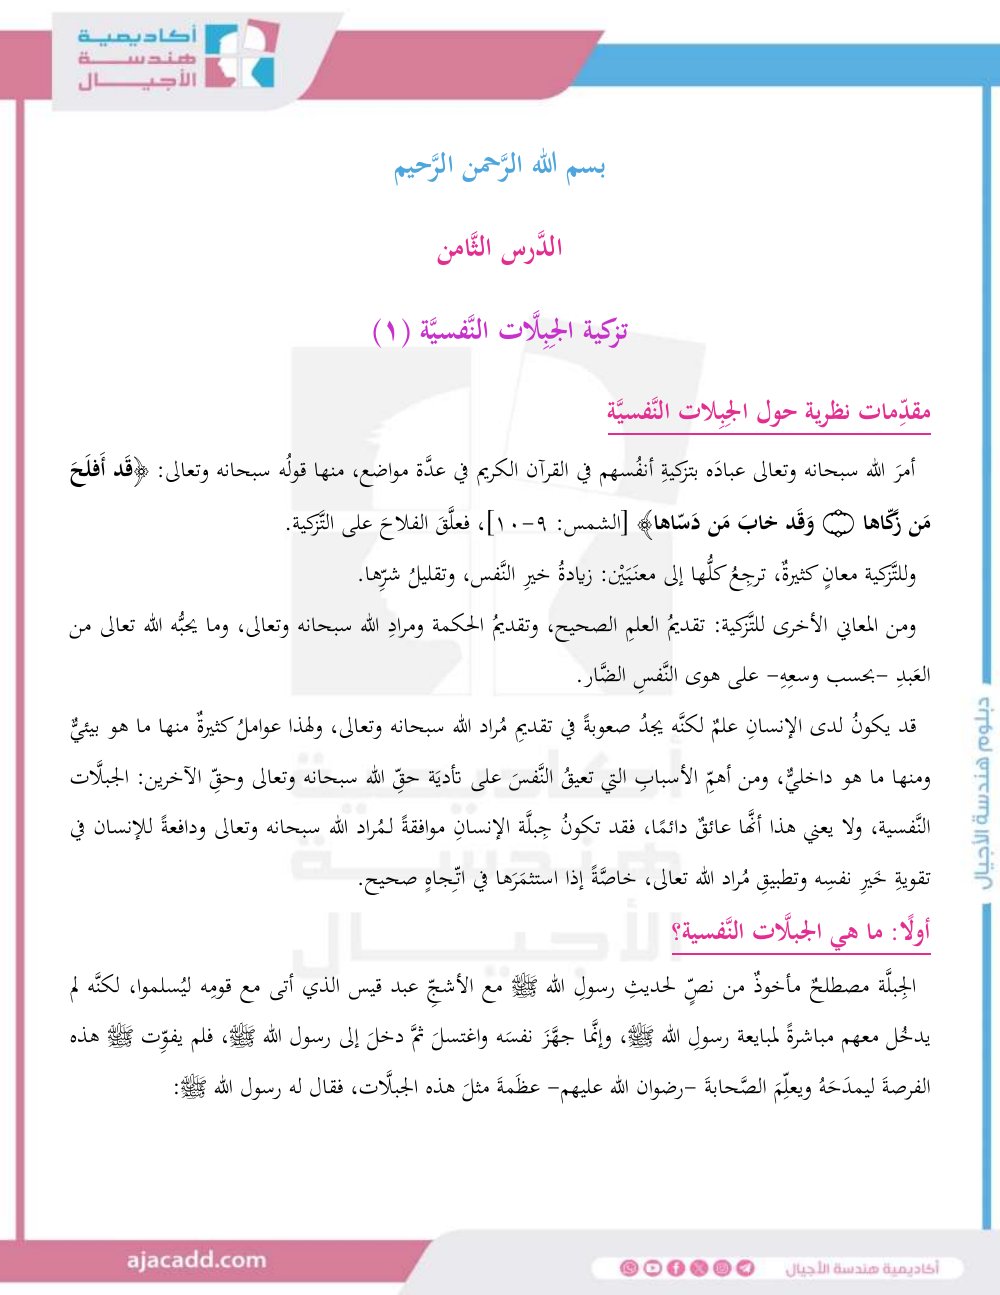 أكاديمية
هندسة
الأجيال
بسم الله الرَّحمن الرَّحيم
الدَّرس الثَّامن
تزكية الجِبِلَّات النَّفسيَّة (١)
مقدِّمات نظرية حول الجِبِلات النَّفسيَّة
أمرَ الله سبحانه وتعالى عبادَه بتزكيةِ أنفُسهم في القرآن الكريم في عدَّة مواضع، منها قولُه سبحانه وتعالى: ﴿قَد أَفلَحَ
مَن زَكّاها ۝ وَقَد خابَ مَن دَسّاها﴾ [الشمس: ٩-١٠]، فعلَّقَ الفلاحَ على التَّزكية.
وللتَّزكية معانٍ كثيرةٌ، ترجِعُ كلُّها إلى معنَيَيْن: زيادةُ خيرِ النَّفس، وتقليلُ شرِّها.
ومن المعاني الأخرى للتَّزكية: تقديمُ العلمِ الصحيح، وتقديمُ الحكمة ومرادِ الله سبحانه وتعالى، وما يحبُّه الله تعالى من
العَبدِ -بحسب وسعِهِ- على هوى النَّفسِ الضَّار.
قد يكونُ لدى الإنسانِ علمٌ لكنَّه يجدُ صعوبةً في تقديمِ مُراد الله سبحانه وتعالى، ولهذا عواملُ كثيرةٌ منها ما هو بيئيٌّ
ومنها ما هو داخليٌّ، ومن أهمِّ الأسبابِ التي تعيقُ النَّفسَ على تأديَة حقِّ الله سبحانه وتعالى وحقِّ الآخرين: الجبلَّات
النَّفسية، ولا يعني هذا أنَّها عائقٌ دائمًا، فقد تكونُ جِبلَّة الإنسانِ موافقةً لـمُراد الله سبحانه وتعالى ودافعةً للإنسان في
تقويةِ خَيرِ نفسِه وتطبيقِ مُراد الله تعالى، خاصَّةً إذا استثمَرَها في اتّجاهٍ صحيح.
أولًا: ما هي الجبلَّات النَّفسية؟
الجِبلَّة مصطلحٌ مأخوذٌ من نصٍّ لحديثِ رسولِ الله ﷺ مع الأشجِّ عبد قيس الذي أتى مع قومِه ليُسلموا، لكنَّه لم
يدخُل معهم مباشرةً لمبايعة رسولِ الله ﷺ، وإنَّما جهَّزَ نفسَه واغتسلَ ثمَّ دخلَ إلى رسول الله ﷺ، فلم يفوِّت ﷺ هذه
الفرصةَ ليمدَحَهُ ويعلِّمَ الصَّحابةَ -رضوان الله عليهم- عظَمةَ مثلَ هذه الجبلَّات، فقال له رسول الله ﷺ:
دبلوم هندسة الأجيال
أكاديمية
هندسة
الأجيال
ajacadd.com
أكاديمية هندسة الأجيال